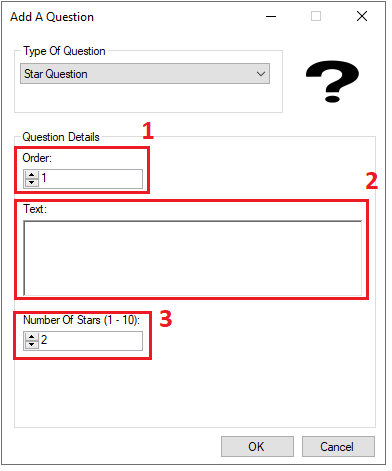 Add A Question
Type Of Question
Star Question
?
Question Details
1
Order:
1
2
Text:
3
Number Of Stars (1 - 10):
2
OK Cancel